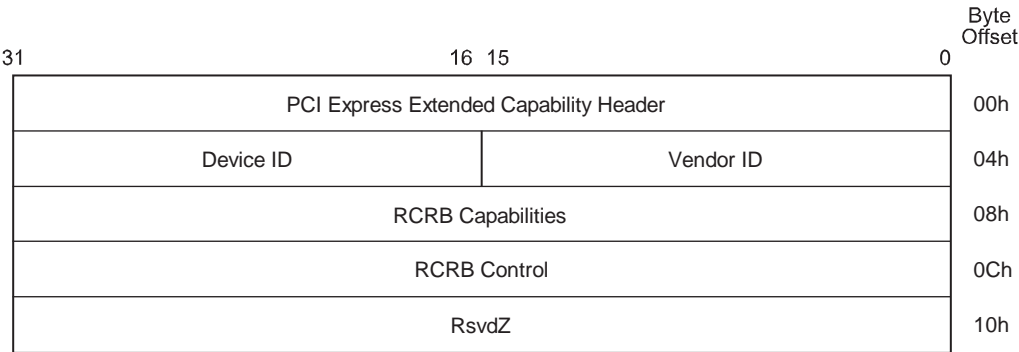 Byte
Offset
31 16 15 0
PCI Express Extended Capability Header 00h
Device ID Vendor ID 04h
RCRB Capabilities 08h
RCRB Control 0Ch
RsvdZ 10h